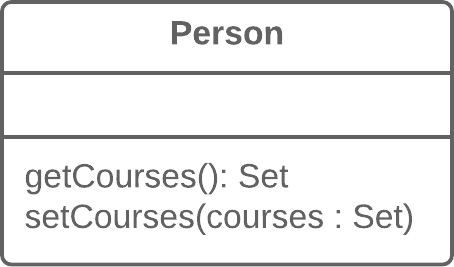 Person
getCourses(): Set
setCourses(courses : Set)